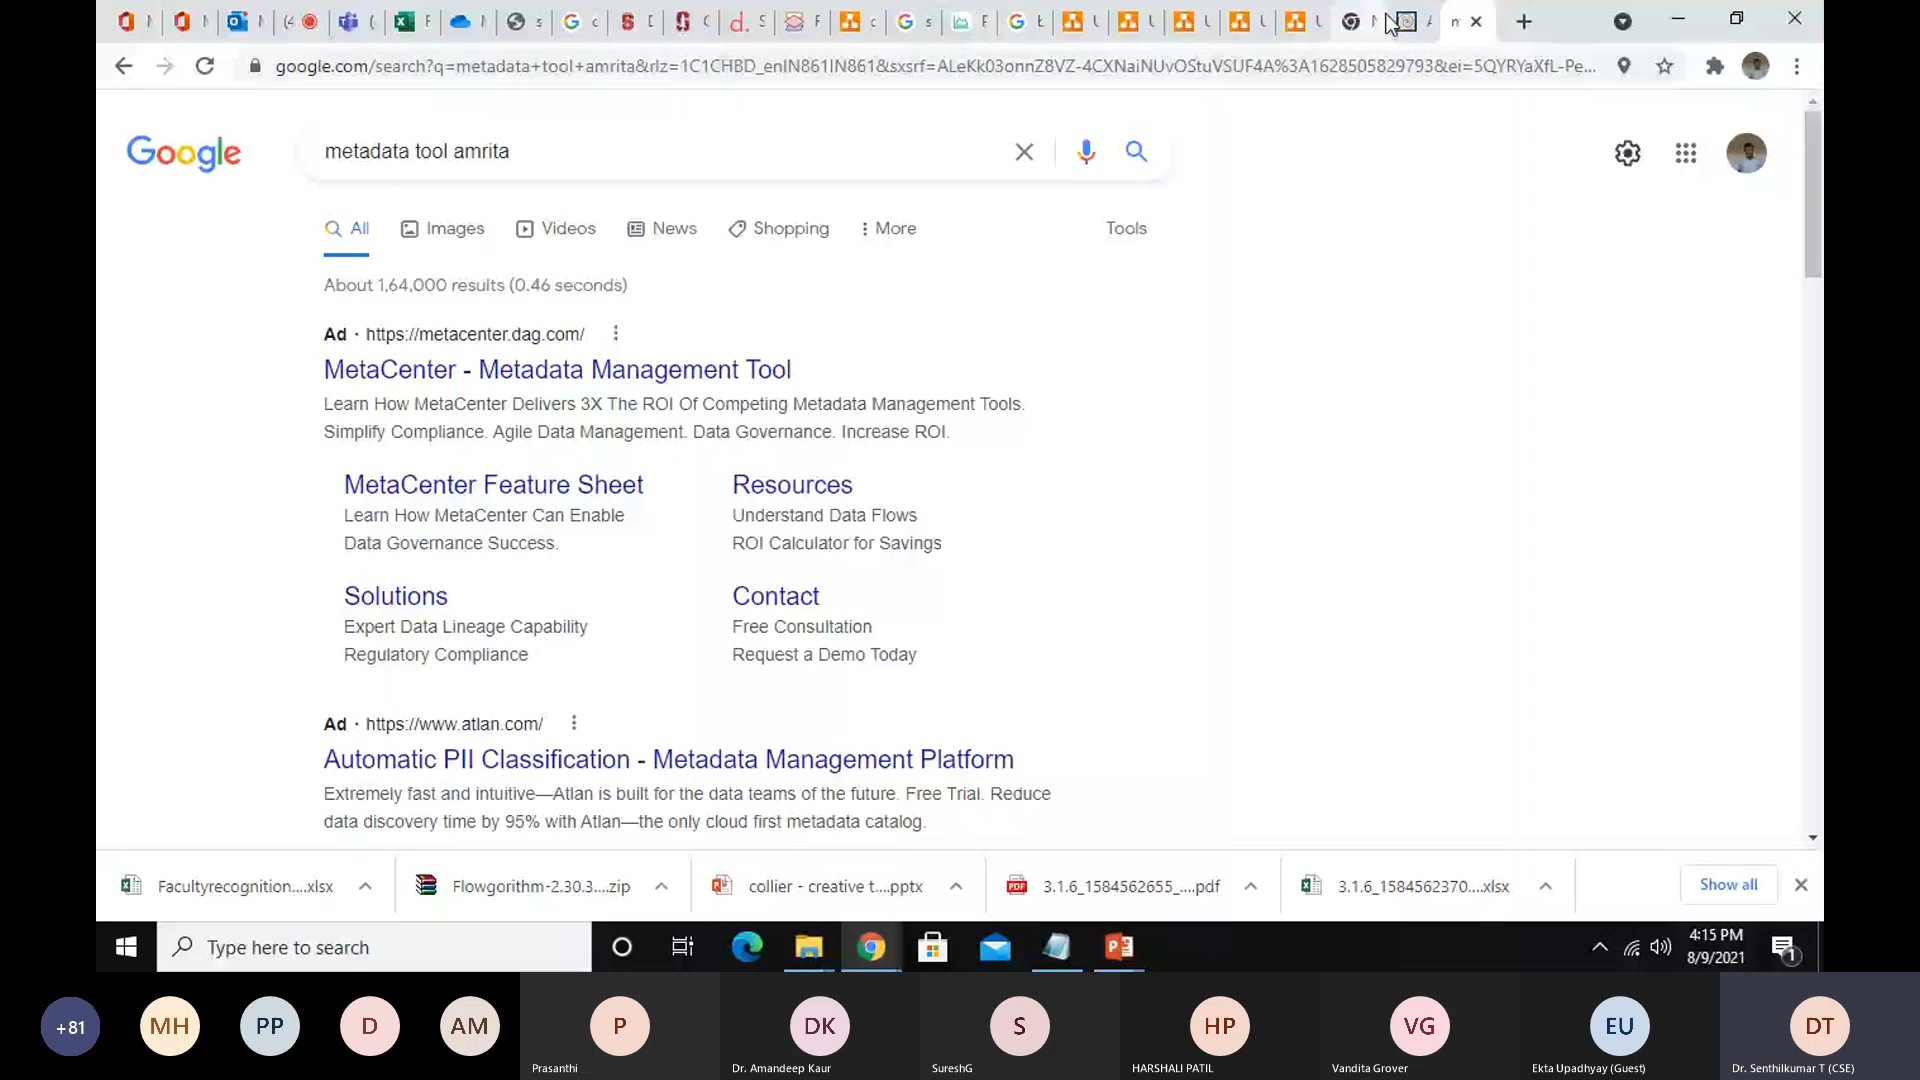 google.com/search?q=metadata+tool+amrita&rlz=1C1CHBD_enIN861IN861&sxsrf=ALeKk03onnZ8VZ-4CXNaiNUvOStuVSUF4A%3A1628505829793&ei=5QYRYaXfL-Pe...
Google
metadata tool amrita
All Images Videos News Shopping More Tools
About 1,64,000 results (0.46 seconds)
Ad · https://metacenter.dag.com/
MetaCenter - Metadata Management Tool
Learn How MetaCenter Delivers 3X The ROI Of Competing Metadata Management Tools.
Simplify Compliance. Agile Data Management. Data Governance. Increase ROI.
MetaCenter Feature Sheet
Learn How MetaCenter Can Enable
Data Governance Success.
Resources
Understand Data Flows
ROI Calculator for Savings
Solutions
Expert Data Lineage Capability
Regulatory Compliance
Contact
Free Consultation
Request a Demo Today
Ad · https://www.atlan.com/
Automatic PII Classification - Metadata Management Platform
Extremely fast and intuitive—Atlan is built for the data teams of the future. Free Trial. Reduce
data discovery time by 95% with Atlan—the only cloud first metadata catalog.
Facultyrecognition....xlsx
Flowgorithm-2.30.3....zip
collier - creative t....pptx
3.1.6_1584562655_....pdf
3.1.6_1584562370....xlsx
Show all
Type here to search
4:15 PM
8/9/2021
1
+81 MH PP D AM P DK S HP VG EU DT
Prasanthi Dr. Amandeep Kaur SureshG HARSHALI PATIL Vandita Grover Ekta Upadhyay (Guest) Dr. Senthilkumar T (CSE)